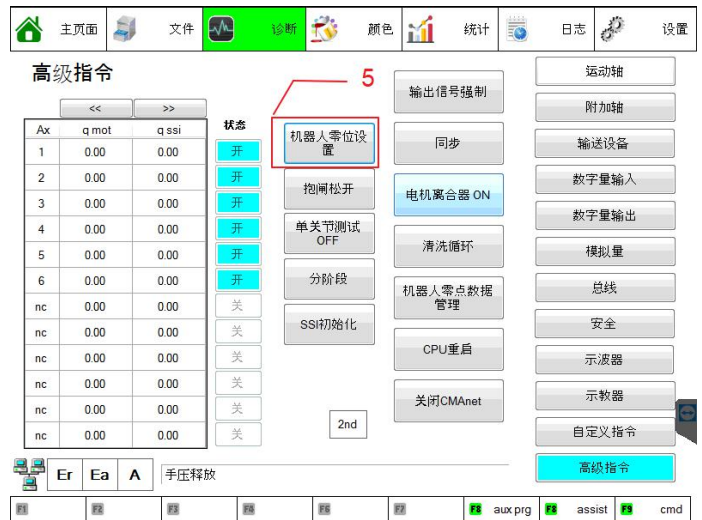 主页面
文件
诊断
颜色
统计
日志
设置
高级指令
5
<<
>>
Ax
q mot
q ssi
状态
1
0.00
0.00
开
2
0.00
0.00
开
3
0.00
0.00
开
4
0.00
0.00
开
5
0.00
0.00
开
6
0.00
0.00
开
nc
0.00
0.00
关
nc
0.00
0.00
关
nc
0.00
0.00
关
nc
0.00
0.00
关
nc
0.00
0.00
关
nc
0.00
0.00
关
机器人零位设
置
抱闸松开
单关节测试
OFF
分阶段
SSI初始化
2nd
输出信号强制
同步
电机离合器 ON
清洗循环
机器人零点数据
管理
CPU重启
关闭CMAnet
运动轴
附加轴
输送设备
数字量输入
数字量输出
模拟量
总线
安全
示波器
示教器
自定义指令
高级指令
Er
Ea
A
手压释放
F1
F2
F3
F4
F6
F7
F8
aux prg
F8
assist
F9
cmd